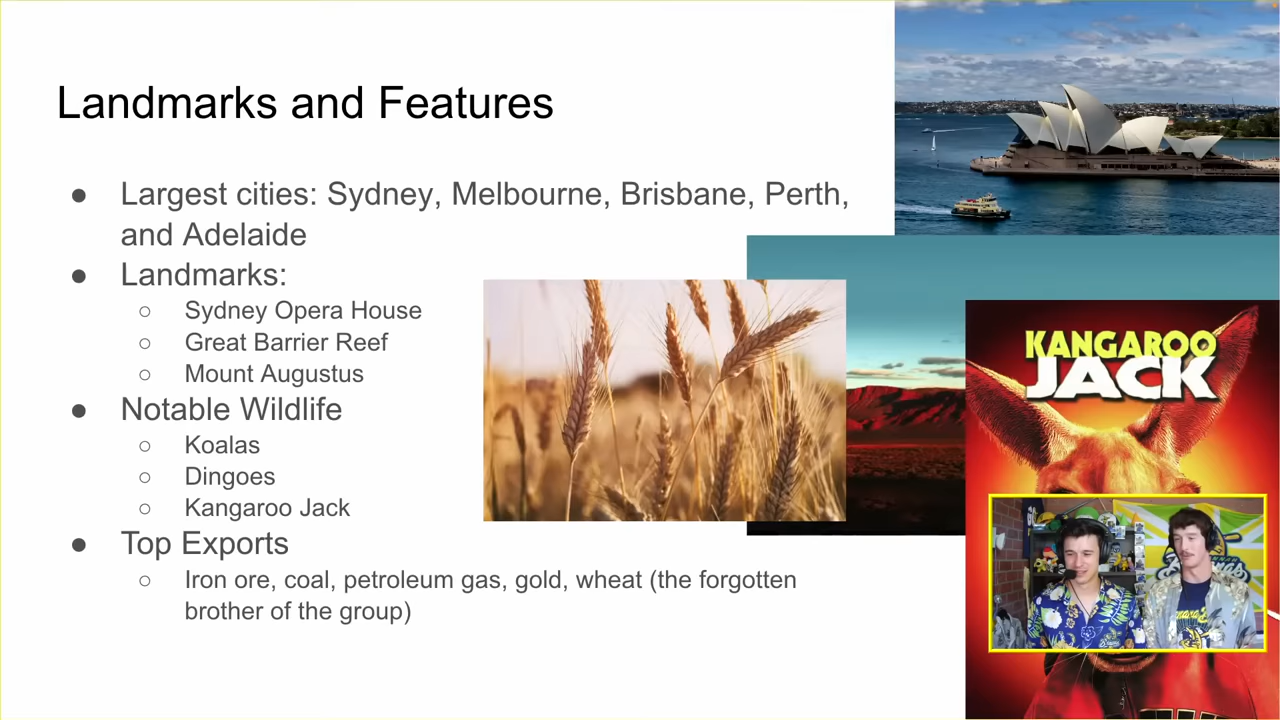 Landmarks and Features
● Largest cities: Sydney, Melbourne, Brisbane, Perth,
and Adelaide
● Landmarks:
○ Sydney Opera House
○ Great Barrier Reef
○ Mount Augustus
● Notable Wildlife
○ Koalas
○ Dingoes
○ Kangaroo Jack
● Top Exports
○ Iron ore, coal, petroleum gas, gold, wheat (the forgotten
brother of the group)
KANGAROO
JACK